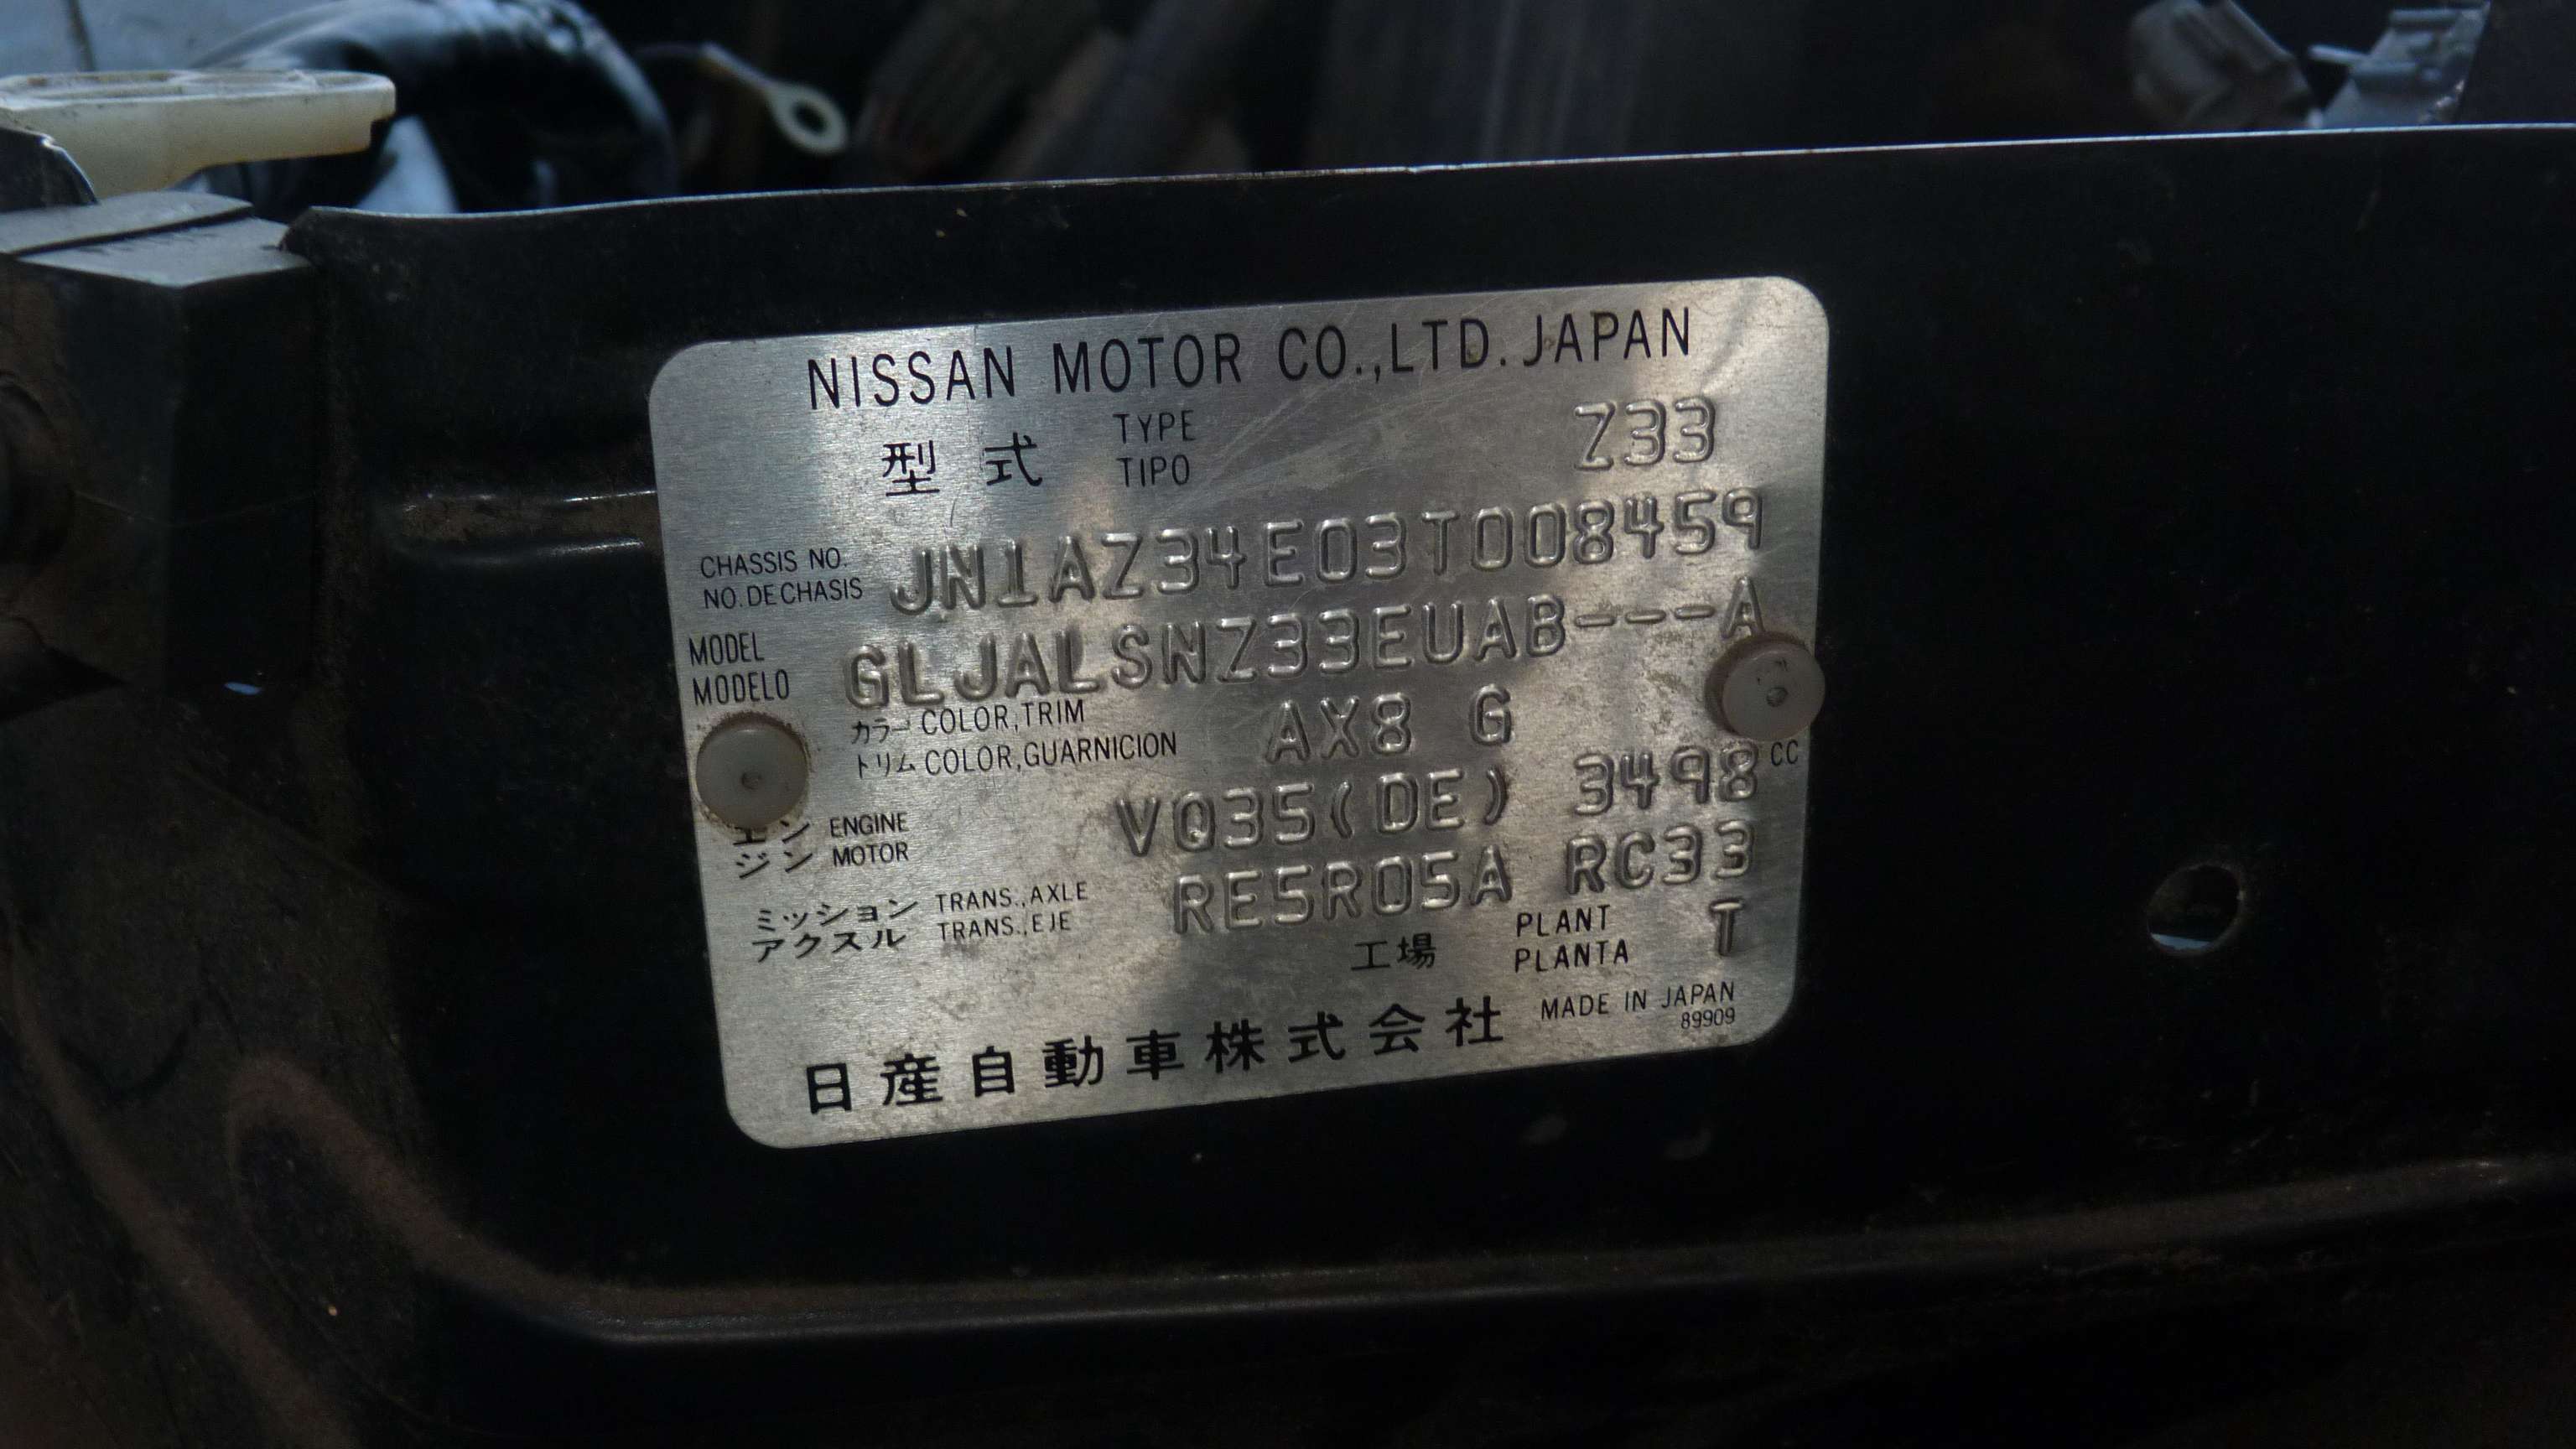 NISSAN MOTOR CO.,LTD. JAPAN
型式 TYPE Z33
TIPO
CHASSIS NO. JN1AZ34E03T008459
NO. DE CHASIS
MODEL GLJALSNZ33EUAB---A
MODELO
カラー COLOR,TRIM AX8 G
トリム COLOR,GUARNICION
エン ENGINE VQ35(DE) 3498 CC
ジン MOTOR
ミッション TRANS.,AXLE RE5R05A RC33
アクスル TRANS.,EJE
工場 PLANT T
PLANTA
日産自動車株式会社 MADE IN JAPAN
89909